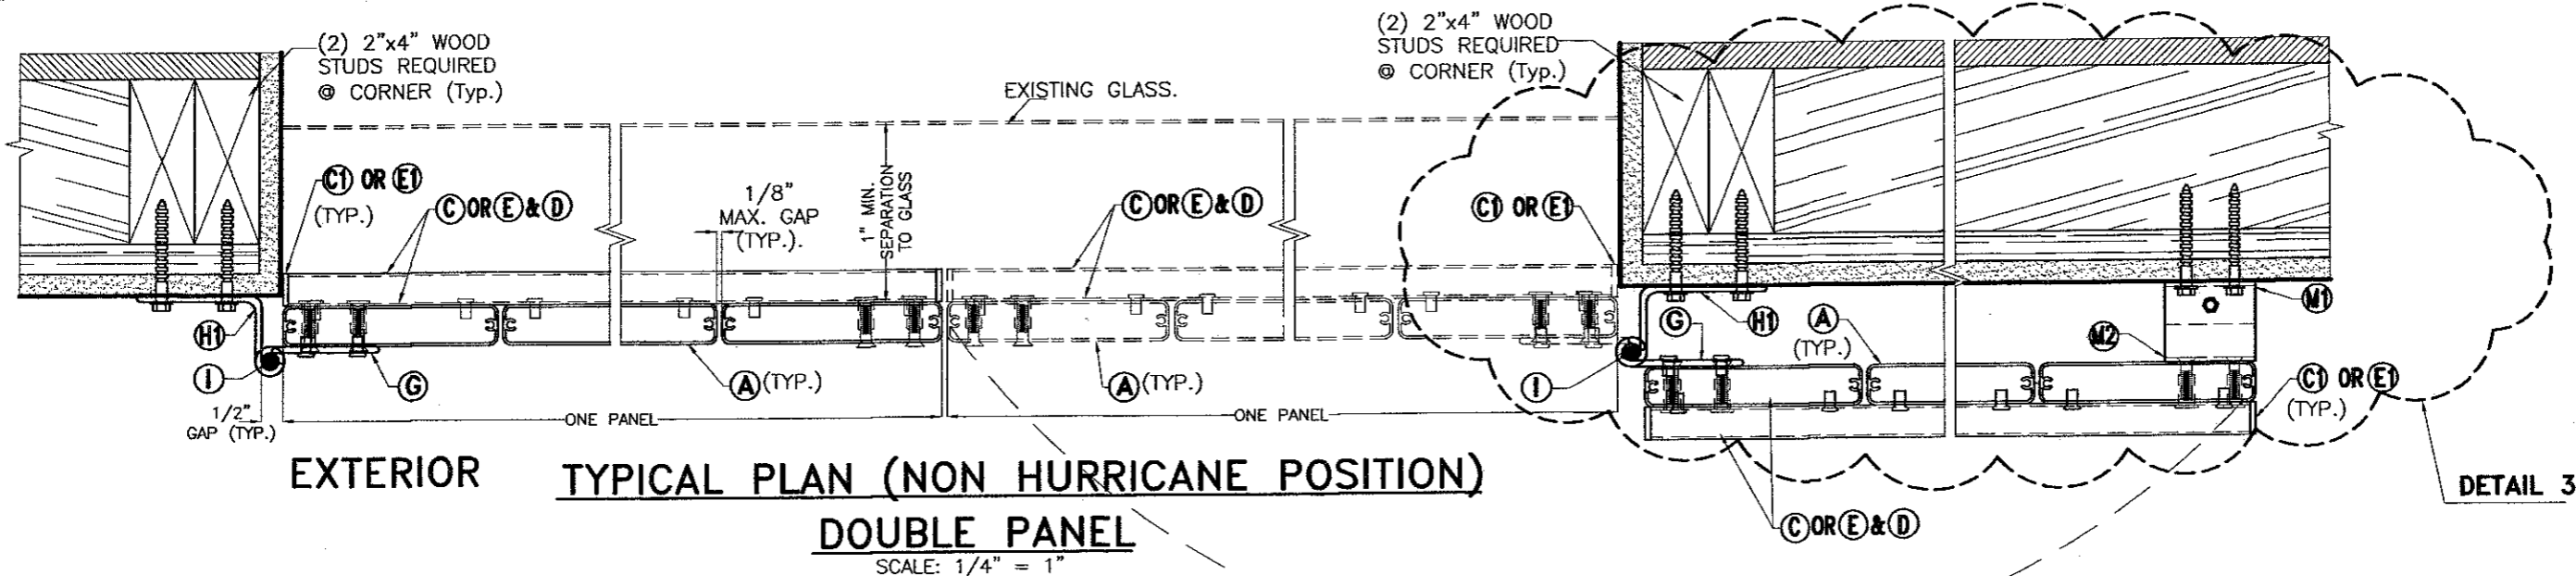 (2) 2"x4" WOOD
STUDS REQUIRED
@ CORNER (Typ.)
(2) 2"x4" WOOD
STUDS REQUIRED
@ CORNER (Typ.)
EXISTING GLASS.
C1 OR E1
(TYP.)
C OR E & D
1/8"
MAX. GAP
(TYP.).
1" MIN.
SEPARATION
TO GLASS
C OR E & D
C1 OR E1
H1
I
G
A (TYP.)
A (TYP.)
G
H1
A
(TYP.)
I
M1
M2
C1 OR E1
(TYP.)
1/2"
GAP (TYP.)
ONE PANEL
ONE PANEL
C OR E & D
DETAIL 3
EXTERIOR
TYPICAL PLAN (NON HURRICANE POSITION)
DOUBLE PANEL
SCALE: 1/4" = 1"